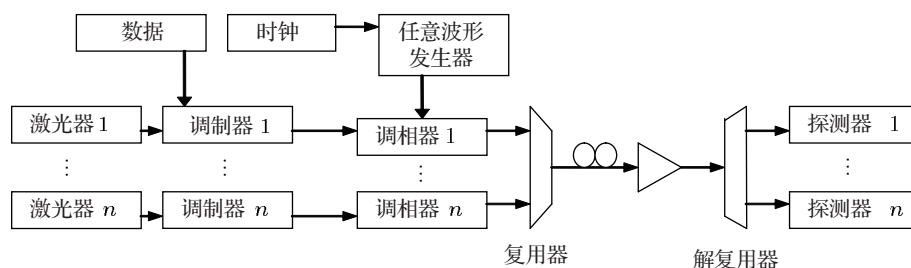 数据
时钟
任意波形
发生器
激光器 1
调制器 1
调相器 1
探测器 1
⋮ ⋮ ⋮ ⋮
激光器 n
调制器 n
调相器 n
探测器 n
复用器
解复用器